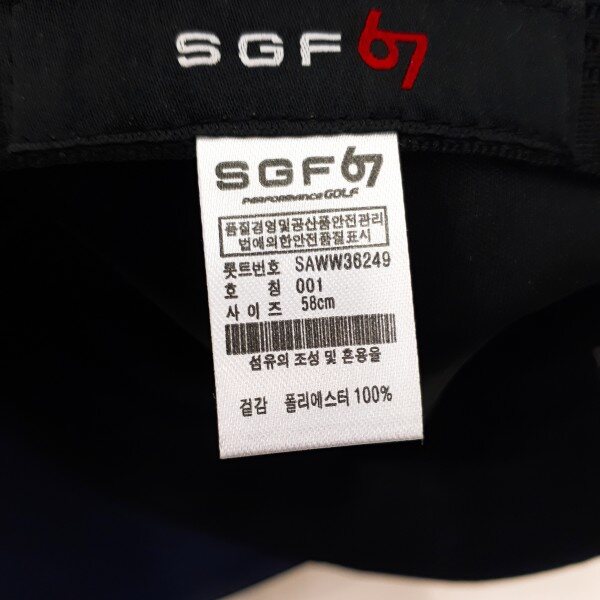 SGF67
SGF67
PERFORMANCE GOLF
품질경영및공산품안전관리
법에의한안전품질표시
롯트번호 SAWW36249
호 칭 001
사이즈 58cm
섬유의 조성 및 혼용율
겉감 폴리에스터 100%